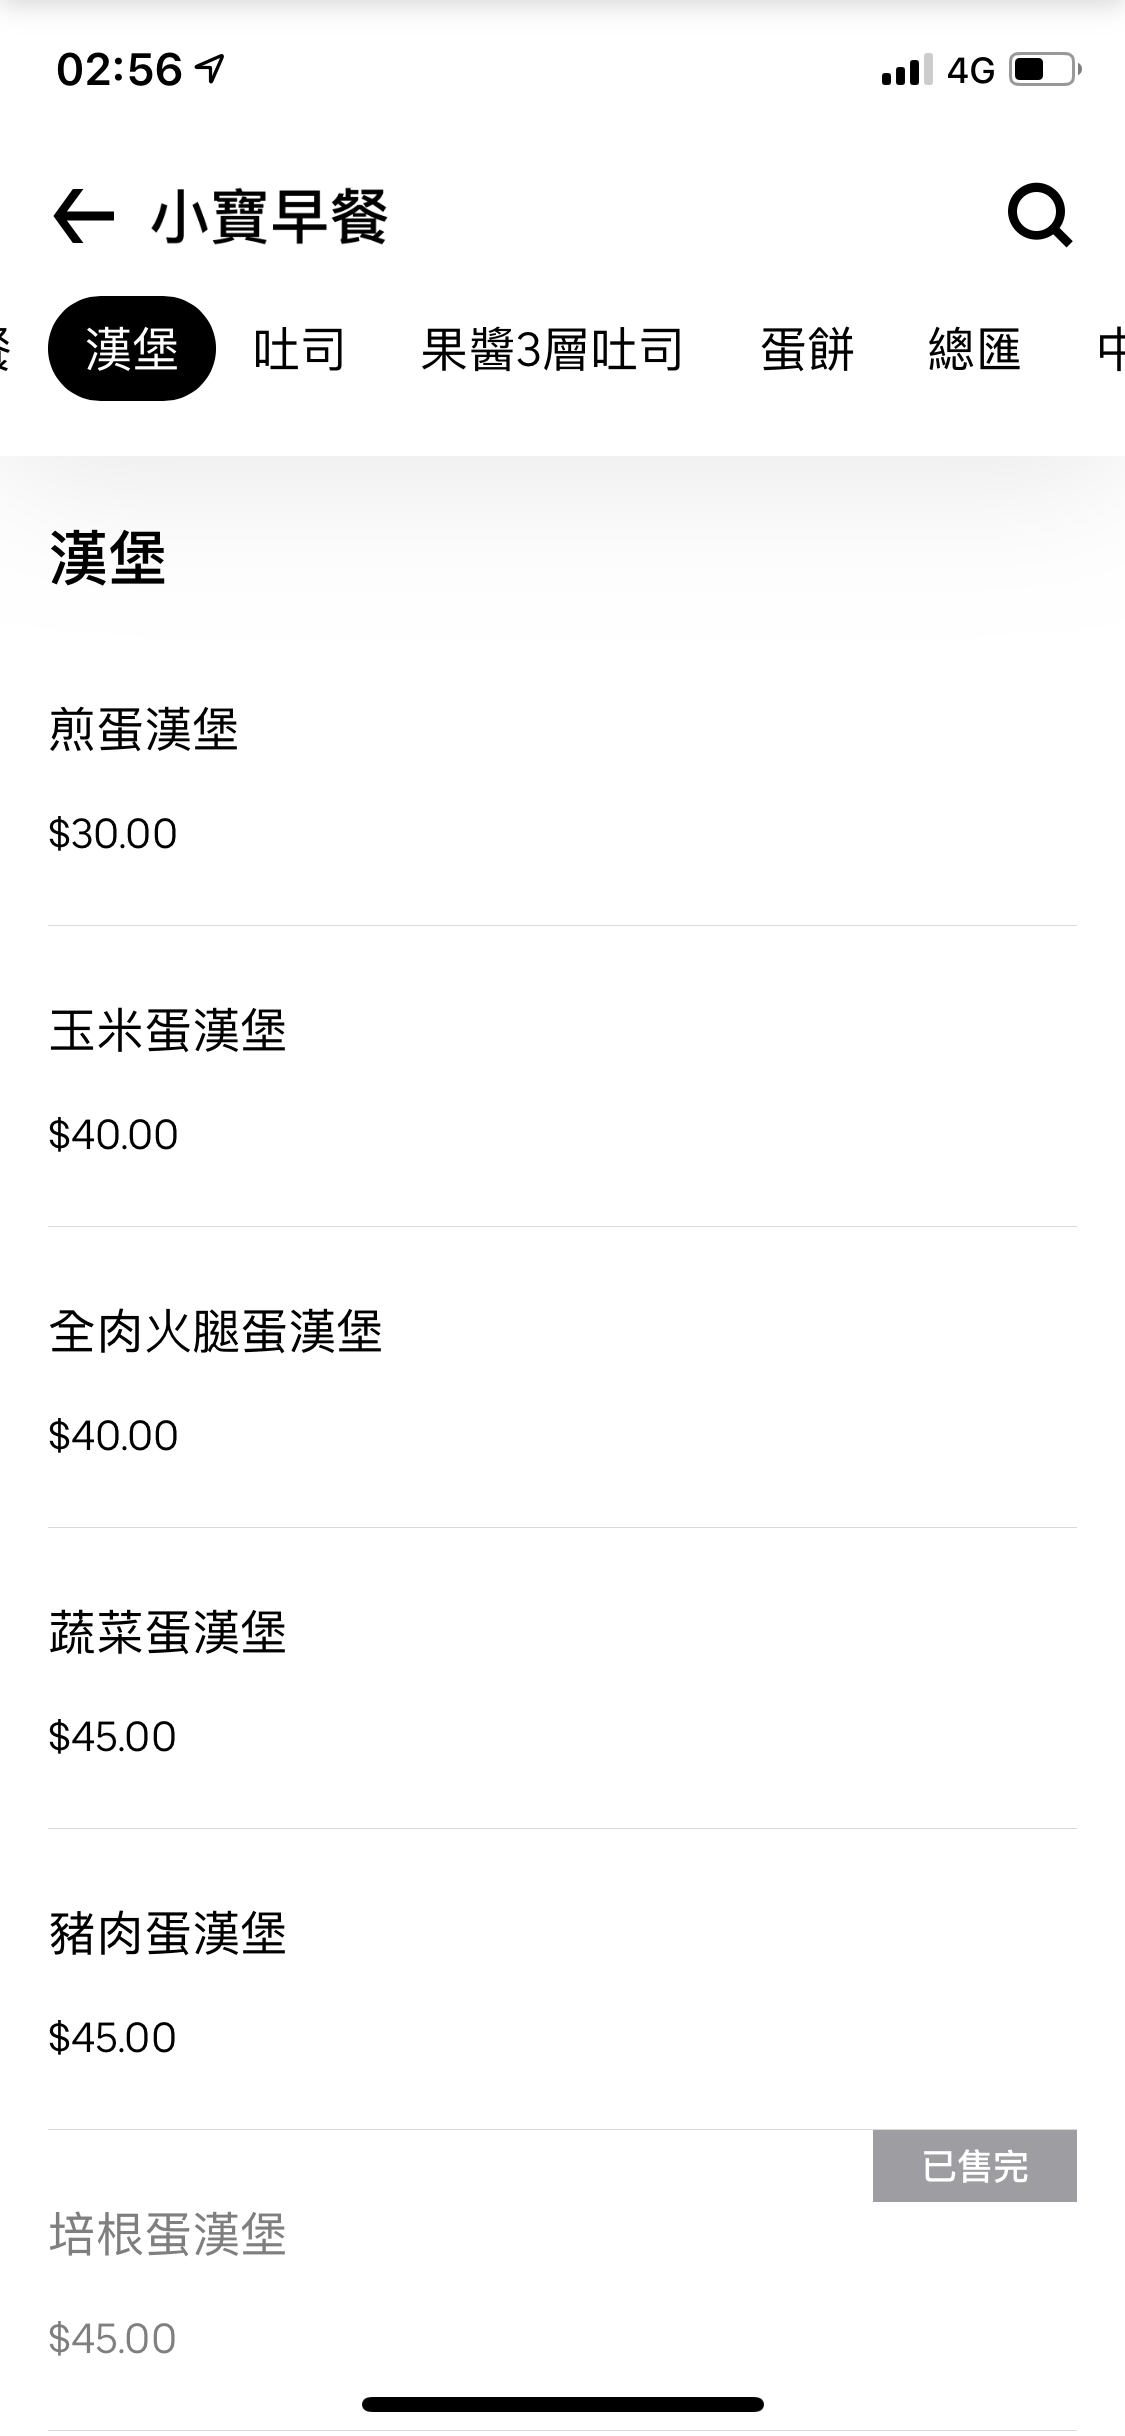 02:56
4G
小寶早餐
漢堡 吐司 果醬3層吐司 蛋餅 總匯
漢堡
煎蛋漢堡
$30.00
玉米蛋漢堡
$40.00
全肉火腿蛋漢堡
$40.00
蔬菜蛋漢堡
$45.00
豬肉蛋漢堡
$45.00
已售完
培根蛋漢堡
$45.00